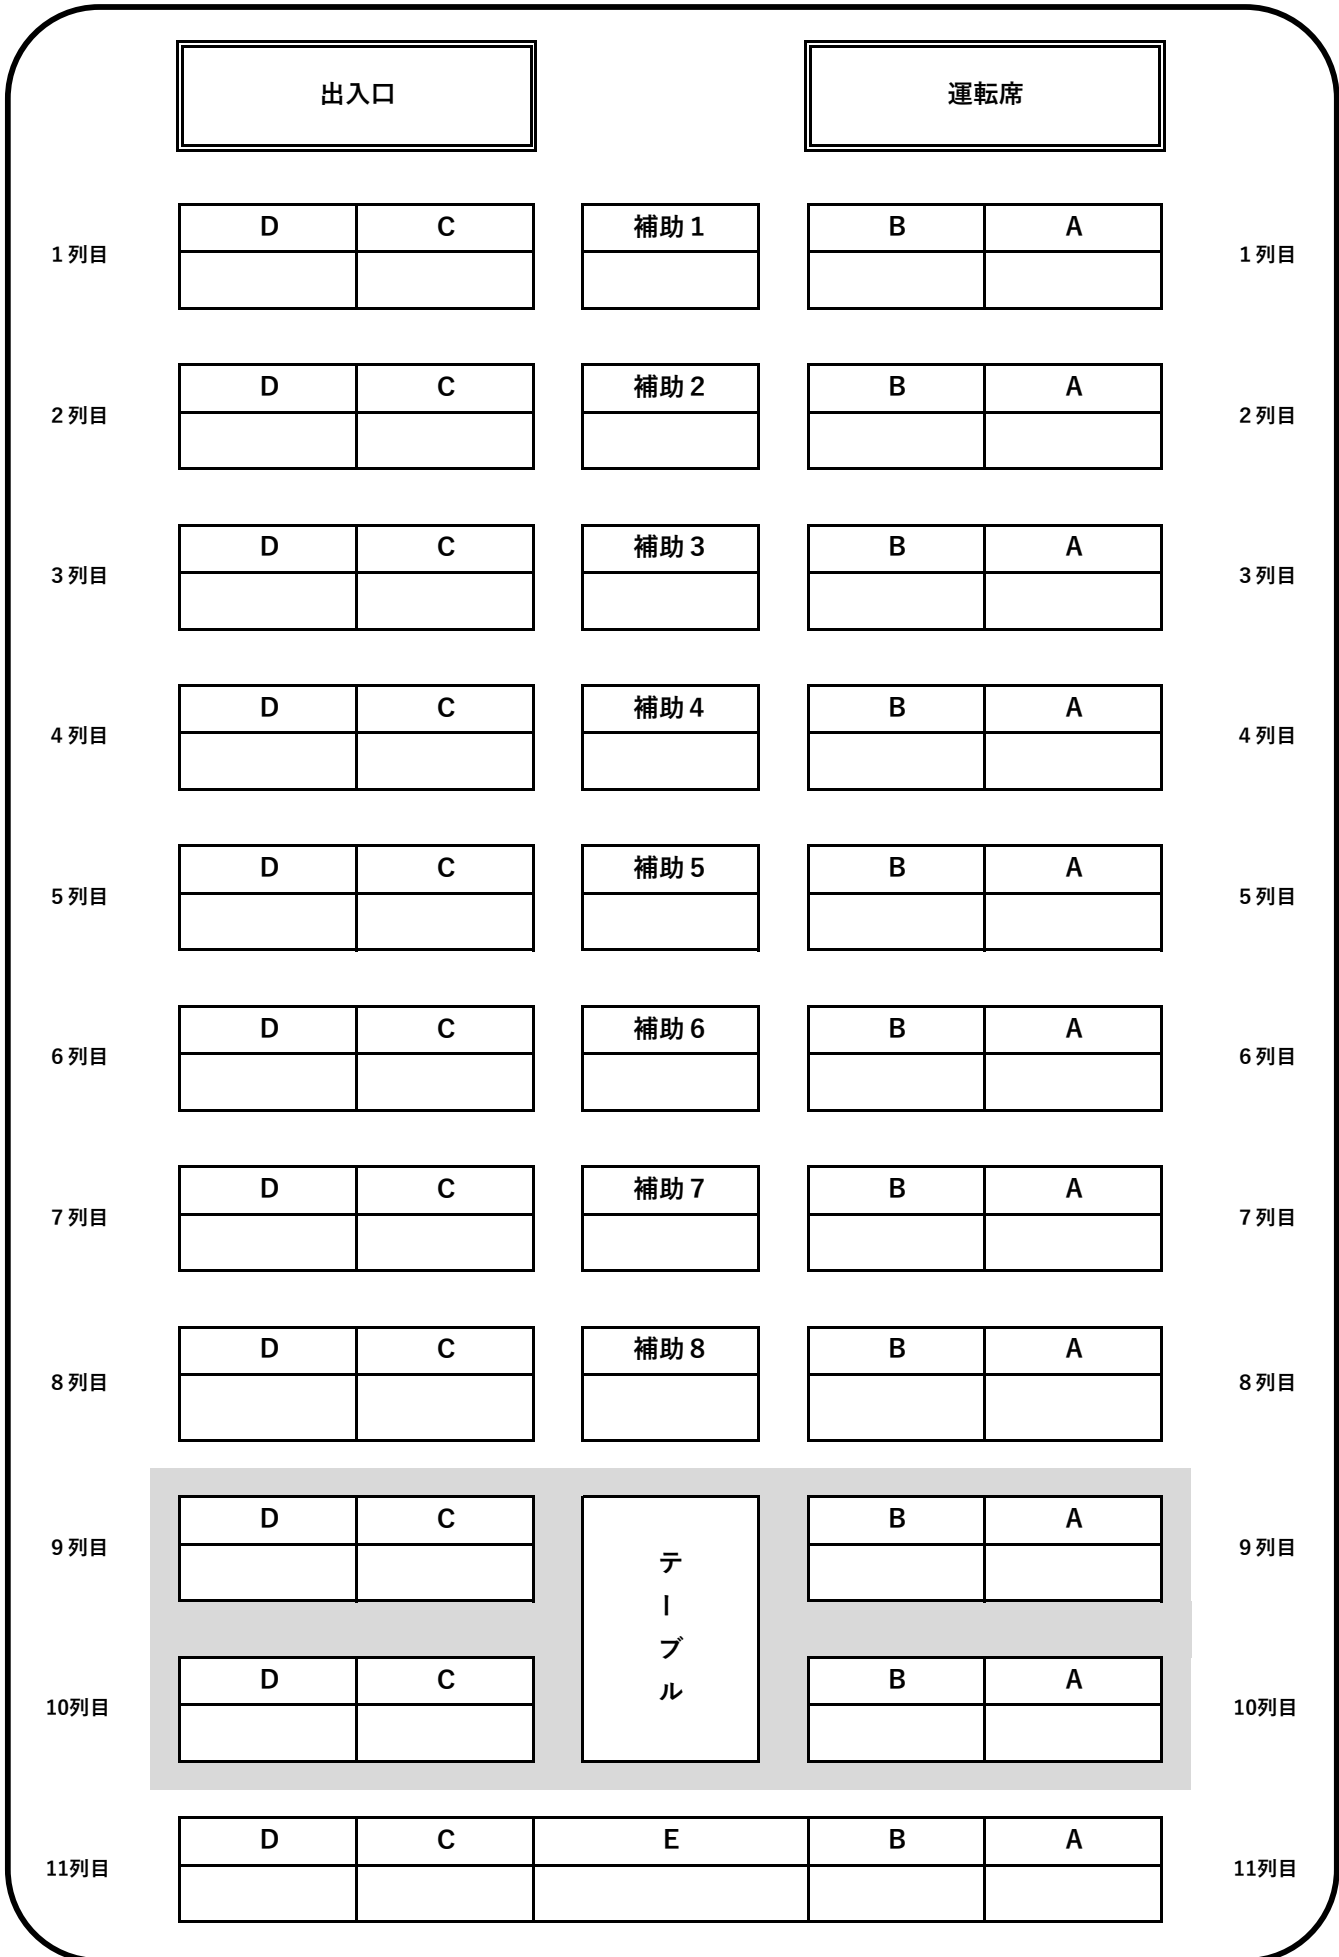 出入口 運転席
D C 補助1 B A
1列目 1列目
D C 補助2 B A
2列目 2列目
D C 補助3 B A
3列目 3列目
D C 補助4 B A
4列目 4列目
D C 補助5 B A
5列目 5列目
D C 補助6 B A
6列目 6列目
D C 補助7 B A
7列目 7列目
D C 補助8 B A
8列目 8列目
D C B A
9列目 9列目
テーブル
D C B A
10列目 10列目
D C E B A
11列目 11列目